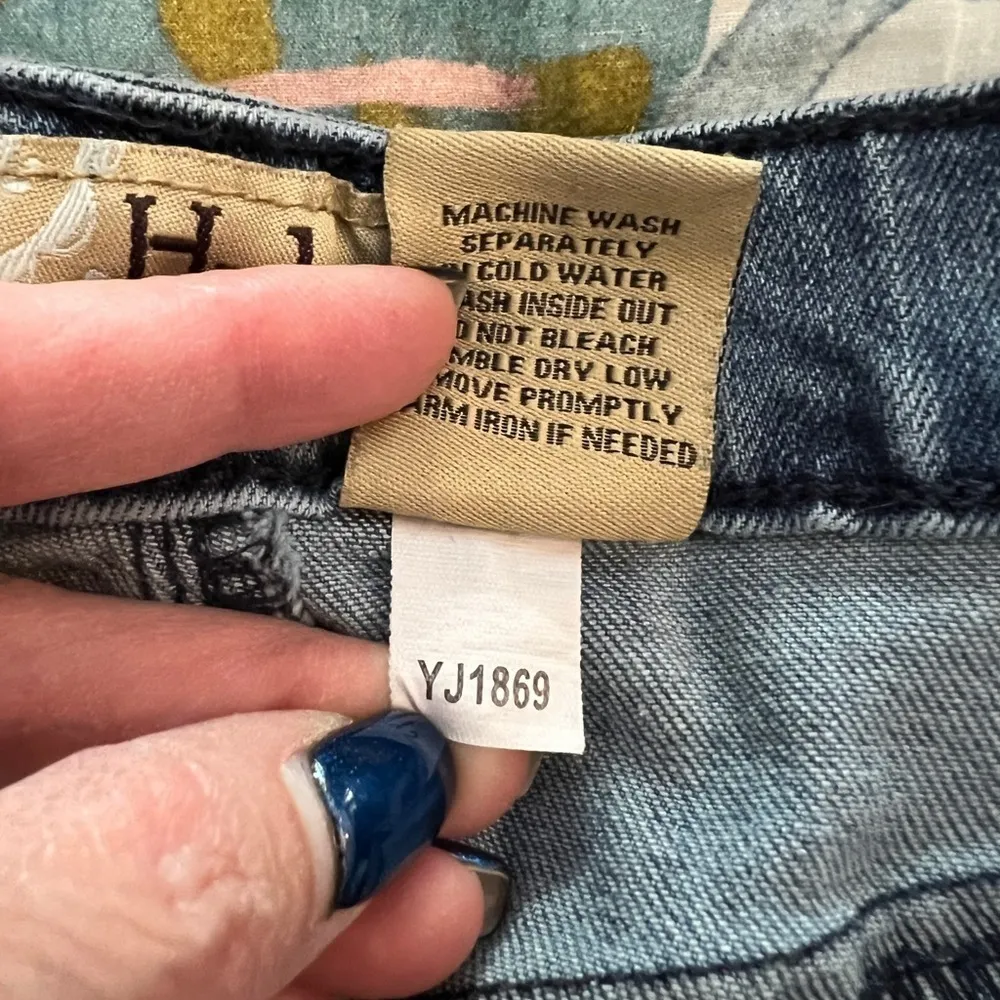 MACHINE WASH
SEPARATELY
COLD WATER
INSIDE OUT
NOT BLEACH
DRY LOW
PROMPTLY
IRON IF NEEDED
YJ1869